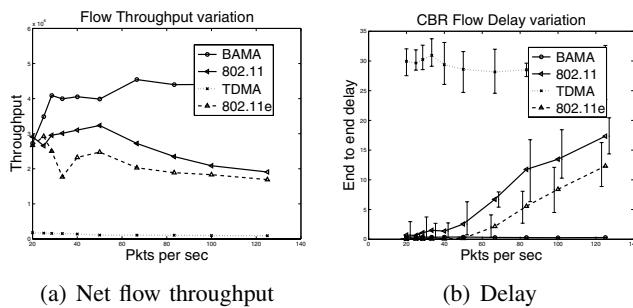 Flow Throughput variation
x 10⁴
6
5
4
3
2
1
0
20 40 60 80 100 120 140
Throughput
Pkts per sec
BAMA
802.11
TDMA
802.11e
(a) Net flow throughput
CBR Flow Delay variation
35
30
25
20
15
10
5
0
0 20 40 60 80 100 120 140
End to end delay
Pkts per sec
BAMA
802.11
TDMA
802.11e
(b) Delay